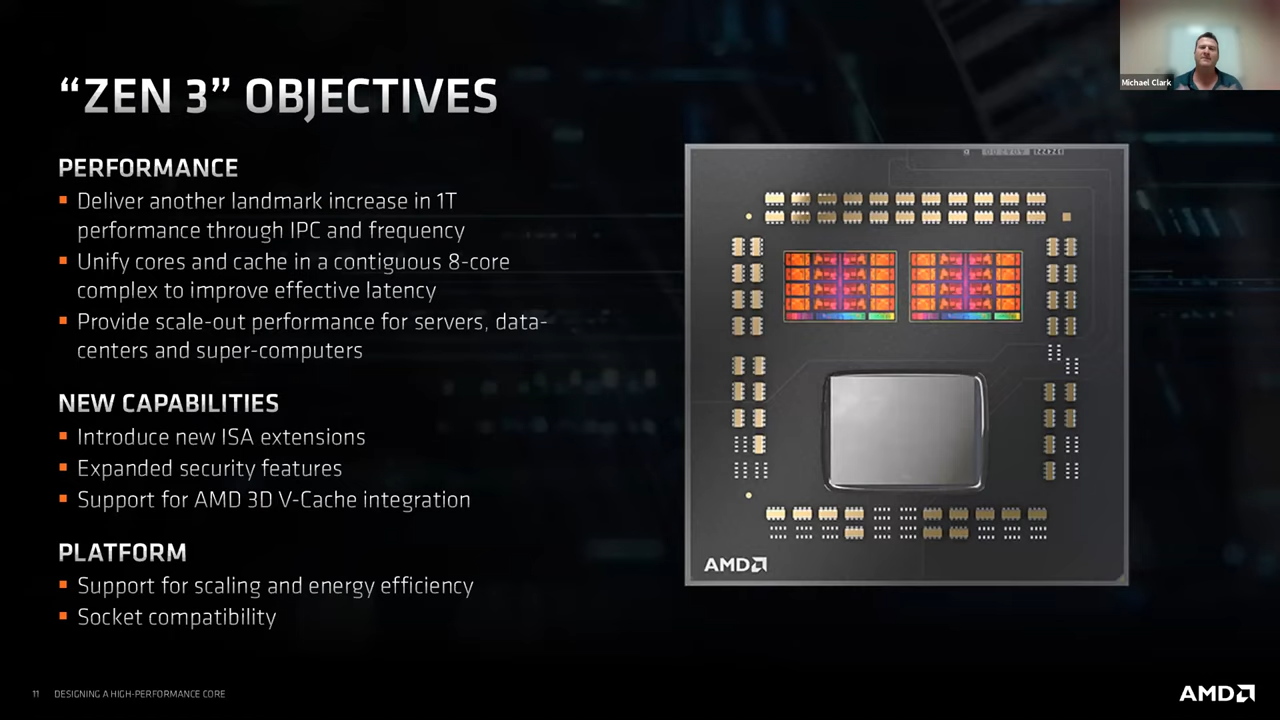 Michael Clark
“ZEN 3” OBJECTIVES
PERFORMANCE
▪ Deliver another landmark increase in 1T
performance through IPC and frequency
▪ Unify cores and cache in a contiguous 8-core
complex to improve effective latency
▪ Provide scale-out performance for servers, data-
centers and super-computers
NEW CAPABILITIES
▪ Introduce new ISA extensions
▪ Expanded security features
▪ Support for AMD 3D V-Cache integration
PLATFORM
▪ Support for scaling and energy efficiency
▪ Socket compatibility
AMD
11 DESIGNING A HIGH-PERFORMANCE CORE
AMD